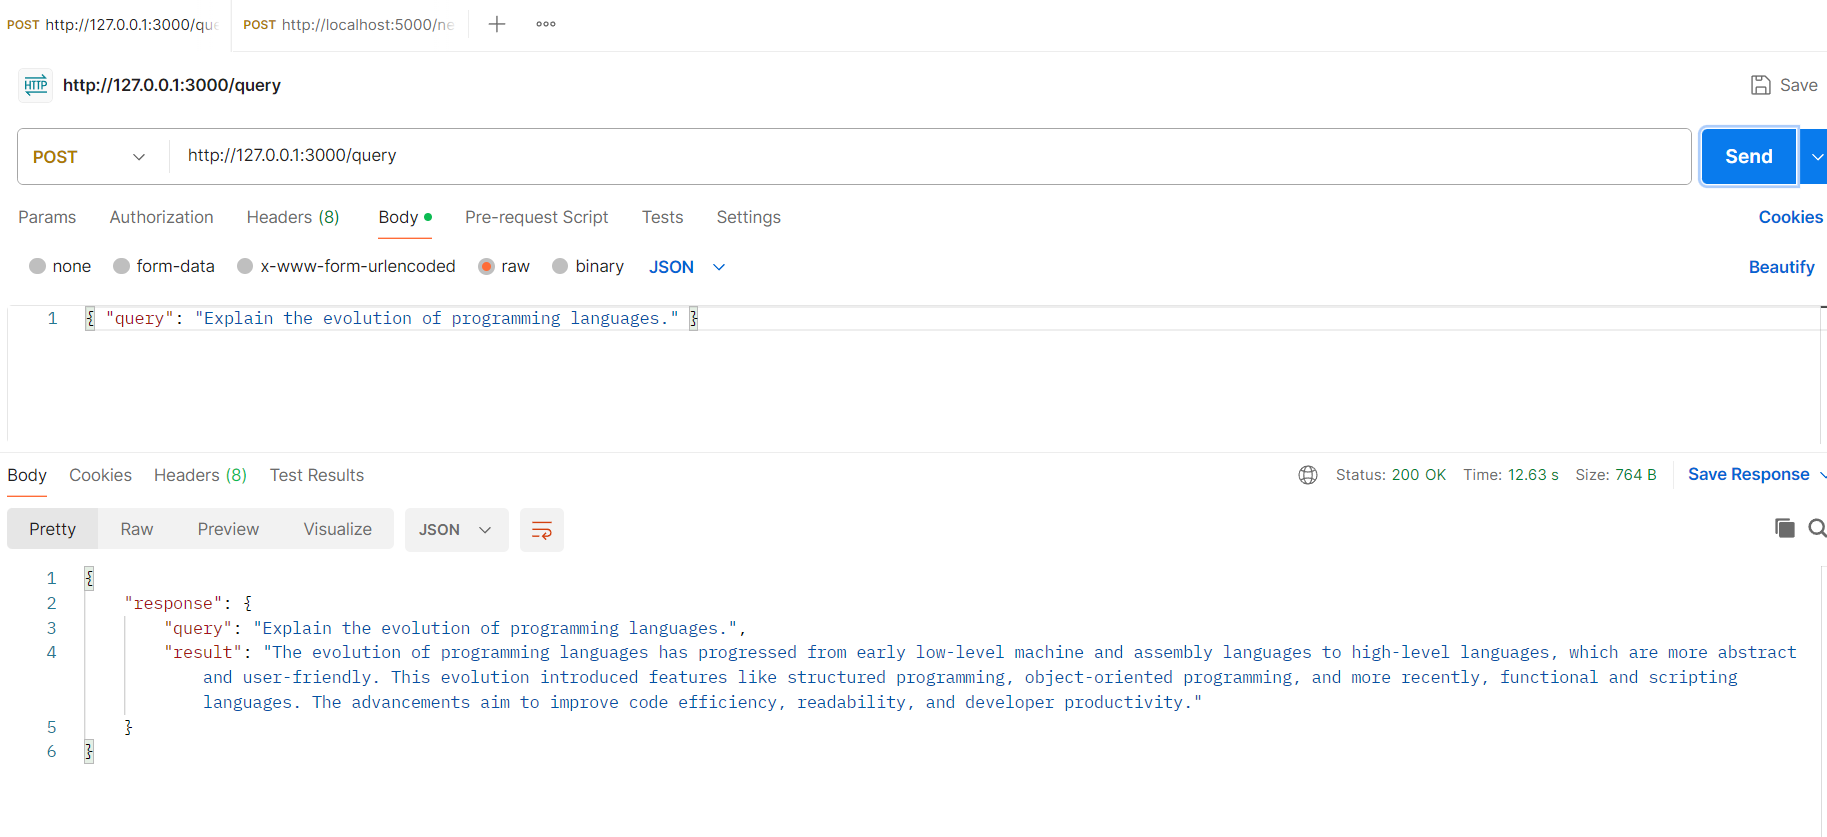 POST http://127.0.0.1:3000/que POST http://localhost:5000/ne
HTTP http://127.0.0.1:3000/query Save
POST http://127.0.0.1:3000/query Send
Params Authorization Headers (8) Body Pre-request Script Tests Settings Cookies
none form-data x-www-form-urlencoded raw binary JSON Beautify
1 { "query": "Explain the evolution of programming languages." }
Body Cookies Headers (8) Test Results Status: 200 OK Time: 12.63 s Size: 764 B Save Response
Pretty Raw Preview Visualize JSON
1 {
2 "response": {
3 "query": "Explain the evolution of programming languages.",
4 "result": "The evolution of programming languages has progressed from early low-level machine and assembly languages to high-level languages, which are more abstract
and user-friendly. This evolution introduced features like structured programming, object-oriented programming, and more recently, functional and scripting
languages. The advancements aim to improve code efficiency, readability, and developer productivity."
5 }
6 }